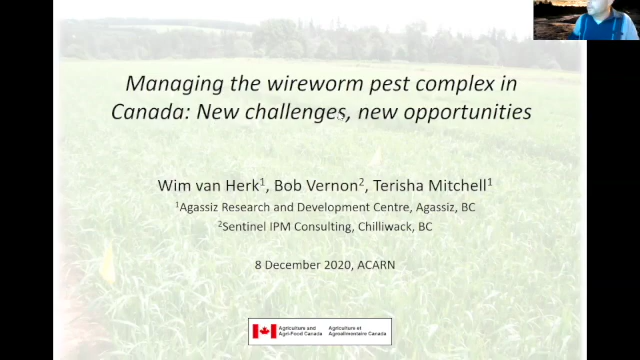 Managing the wireworm pest complex in
Canada: New challenges, new opportunities
Wim van Herk¹, Bob Vernon², Terisha Mitchell¹
¹Agassiz Research and Development Centre, Agassiz, BC
²Sentinel IPM Consulting, Chilliwack, BC
8 December 2020, ACARN
Agriculture and Agriculture et
Agri-Food Canada Agroalimentaire Canada